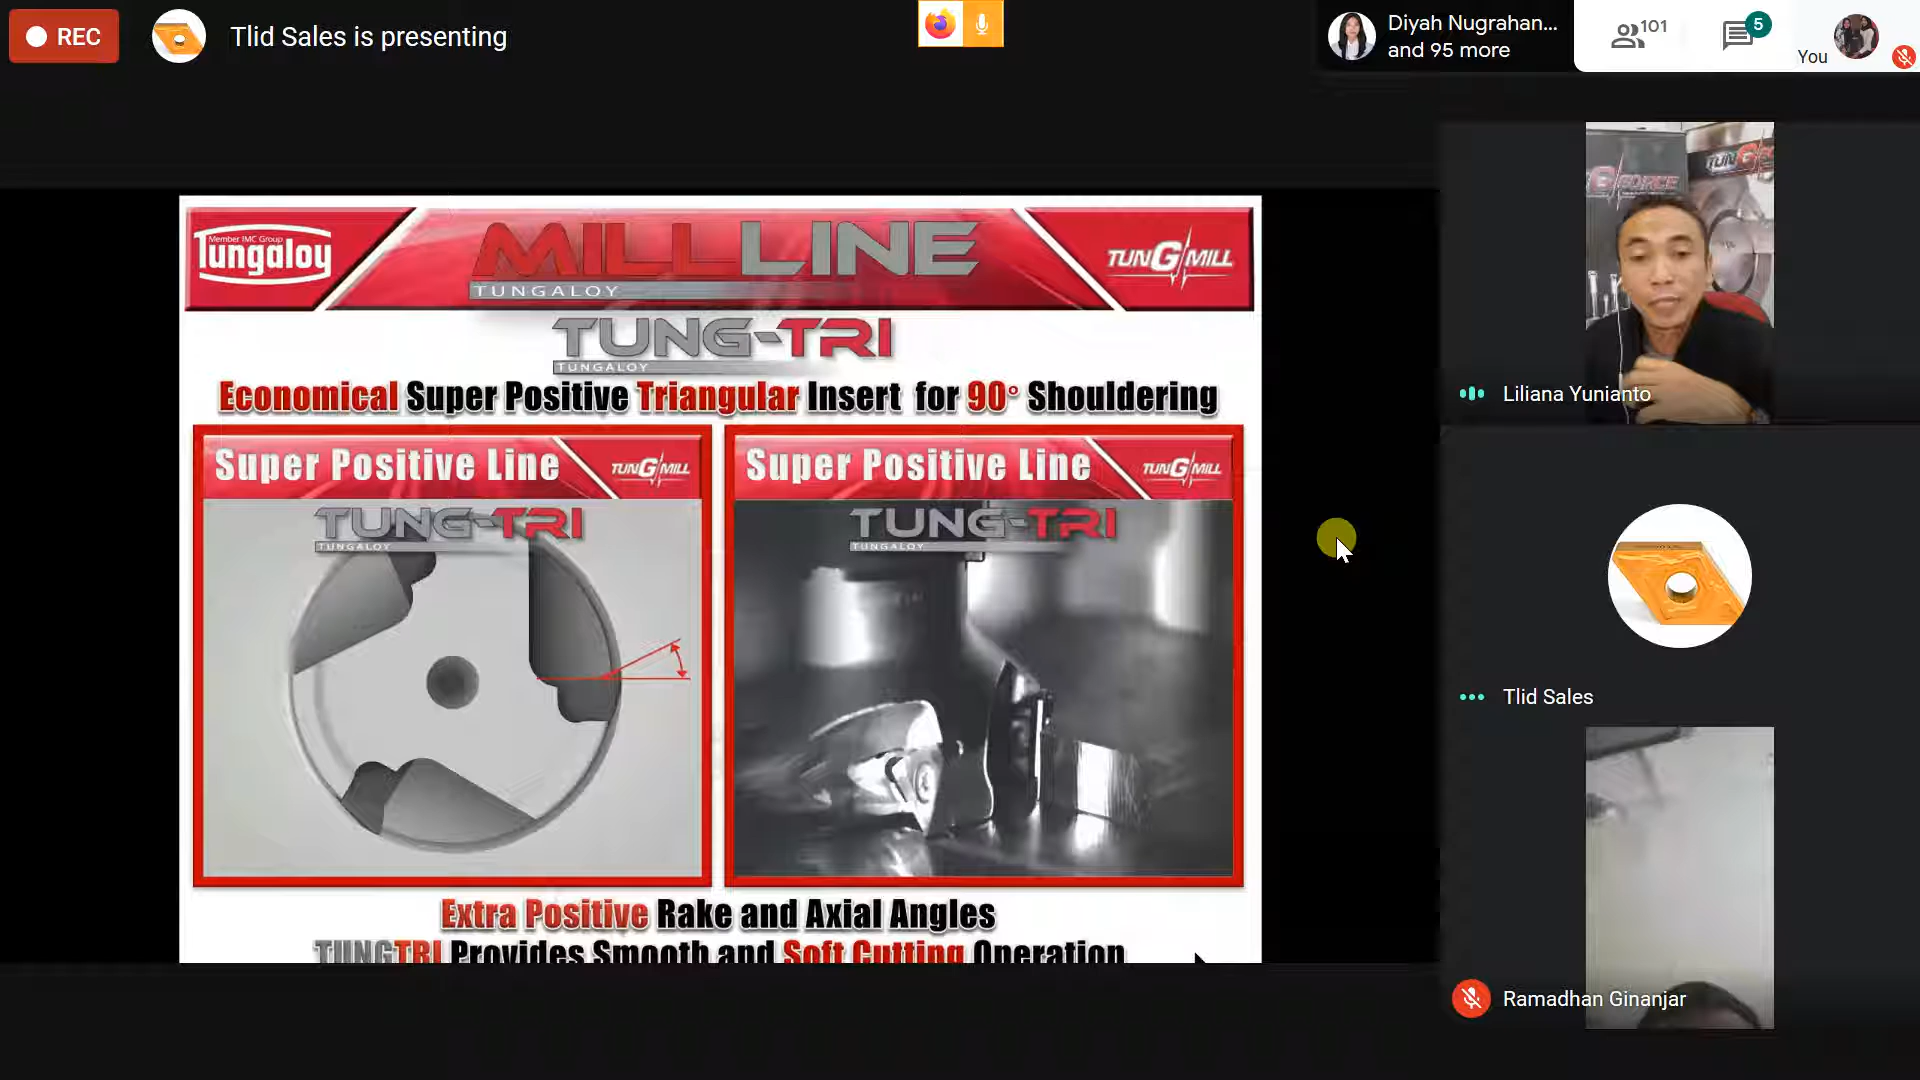 REC
Tlid Sales is presenting
Diyah Nugrahan...
and 95 more
101
5
You
Member IMC Group
Tungaloy
MILLLINE
TUNGALOY
TUNGMILL
TUNG-TRI
TUNGALOY
Economical Super Positive Triangular Insert for 90° Shouldering
Super Positive Line
TUNGMILL
TUNG-TRI
TUNGALOY
Super Positive Line
TUNGMILL
TUNG-TRI
TUNGALOY
Extra Positive Rake and Axial Angles
TUNGTRI Provides Smooth and Soft Cutting Operation
GFORCE
TUNG
Liliana Yunianto
Tlid Sales
Ramadhan Ginanjar